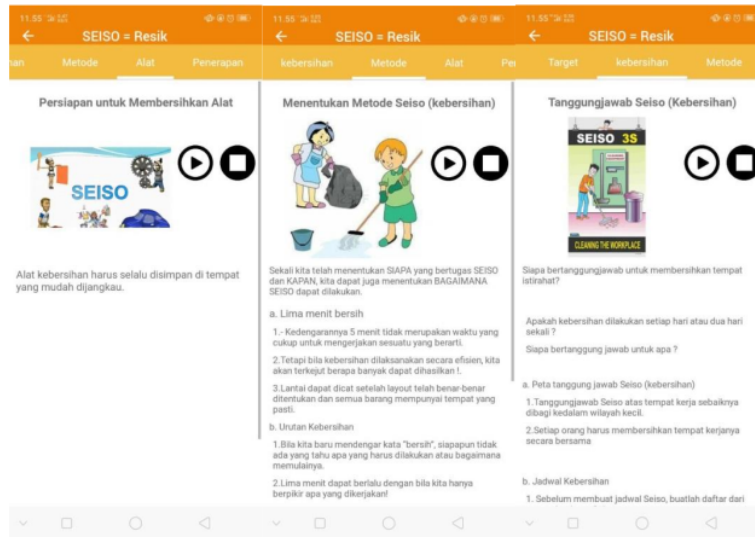 11.55
SEISO = Resik
an
Metode
Alat
Penerapan
Persiapan untuk Membersihkan Alat
SEISO
Alat kebersihan harus selalu disimpan di tempat
yang mudah dijangkau.
11.55
SEISO = Resik
kebersihan
Metode
Alat
Pe
Menentukan Metode Seiso (kebersihan)
Sekali kita telah menentukan SIAPA yang bertugas SEISO
dan KAPAN, kita dapat juga menentukan BAGAIMANA
SEISO dapat dilakukan.
a. Lima menit bersih
1.- Kedengarannya 5 menit tidak merupakan waktu yang
cukup untuk mengerjakan sesuatu yang berarti.
2.Tetapi bila kebersihan dilaksanakan secara efisien, kita
akan terkejut berapa banyak dapat dihasilkan !.
3.Lantai dapat dicat setelah layout telah benar-benar
ditentukan dan semua barang mempunyai tempat yang
pasti.
b. Urutan Kebersihan
1.Bila kita baru mendengar kata "bersih", siapapun tidak
ada yang tahu apa yang harus dilakukan atau bagaimana
memulainya.
2.Lima menit dapat berlalu dengan bila kita hanya
berpikir apa yang dikerjakan!
11.55
SEISO = Resik
Target
kebersihan
Metode
Tanggungjawab Seiso (Kebersihan)
SEISO 3S
CLEANING THE WORKPLACE
Siapa bertanggungjawab untuk membersihkan tempat
istirahat?
Apakah kebersihan dilakukan setiap hari atau dua hari
sekali ?
Siapa bertanggung jawab untuk apa ?
a. Peta tanggung jawab Seiso (kebersihan)
1.Tanggungjawab Seiso atas tempat kerja sebaiknya
dibagi kedalam wilayah kecil.
2.Setiap orang harus membersihkan tempat kerjanya
secara bersama
b. Jadwal Kebersihan
1. Sebelum membuat jadwal Seiso, buatlah daftar dari